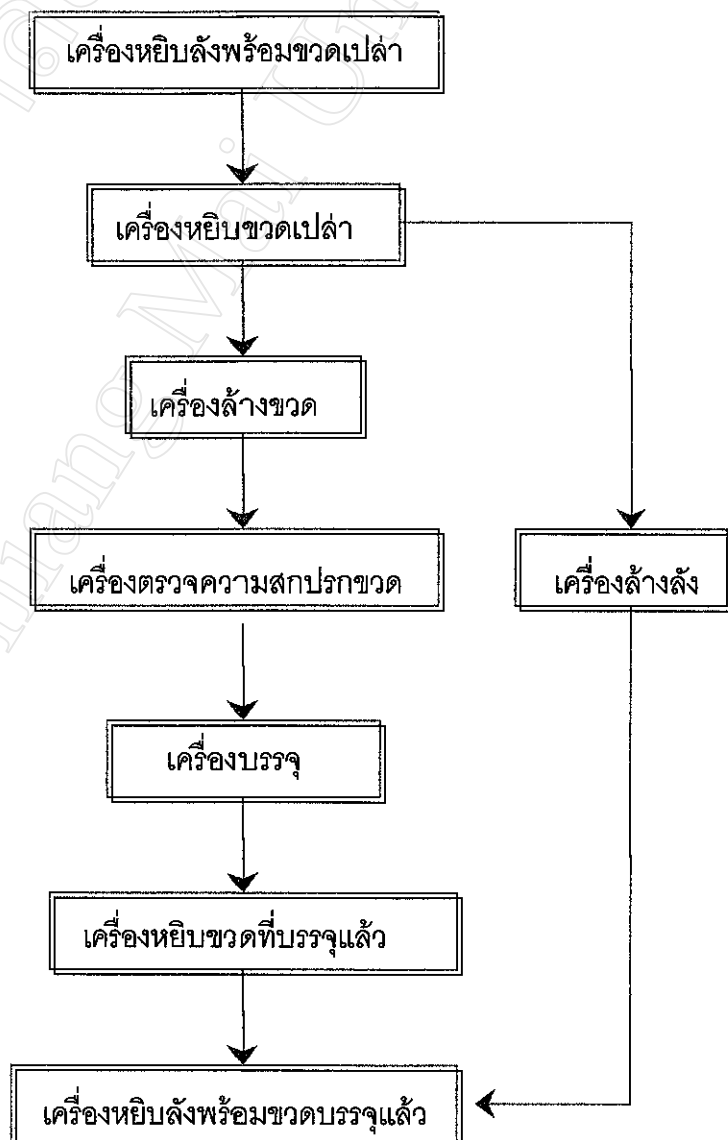 เครื่องหยิบลังพร้อมขวดเปล่า
เครื่องหยิบขวดเปล่า
เครื่องล้างขวด
เครื่องตรวจความสกปรกขวด
เครื่องล้างลัง
เครื่องบรรจุ
เครื่องหยิบขวดที่บรรจุแล้ว
เครื่องหยิบลังพร้อมขวดบรรจุแล้ว